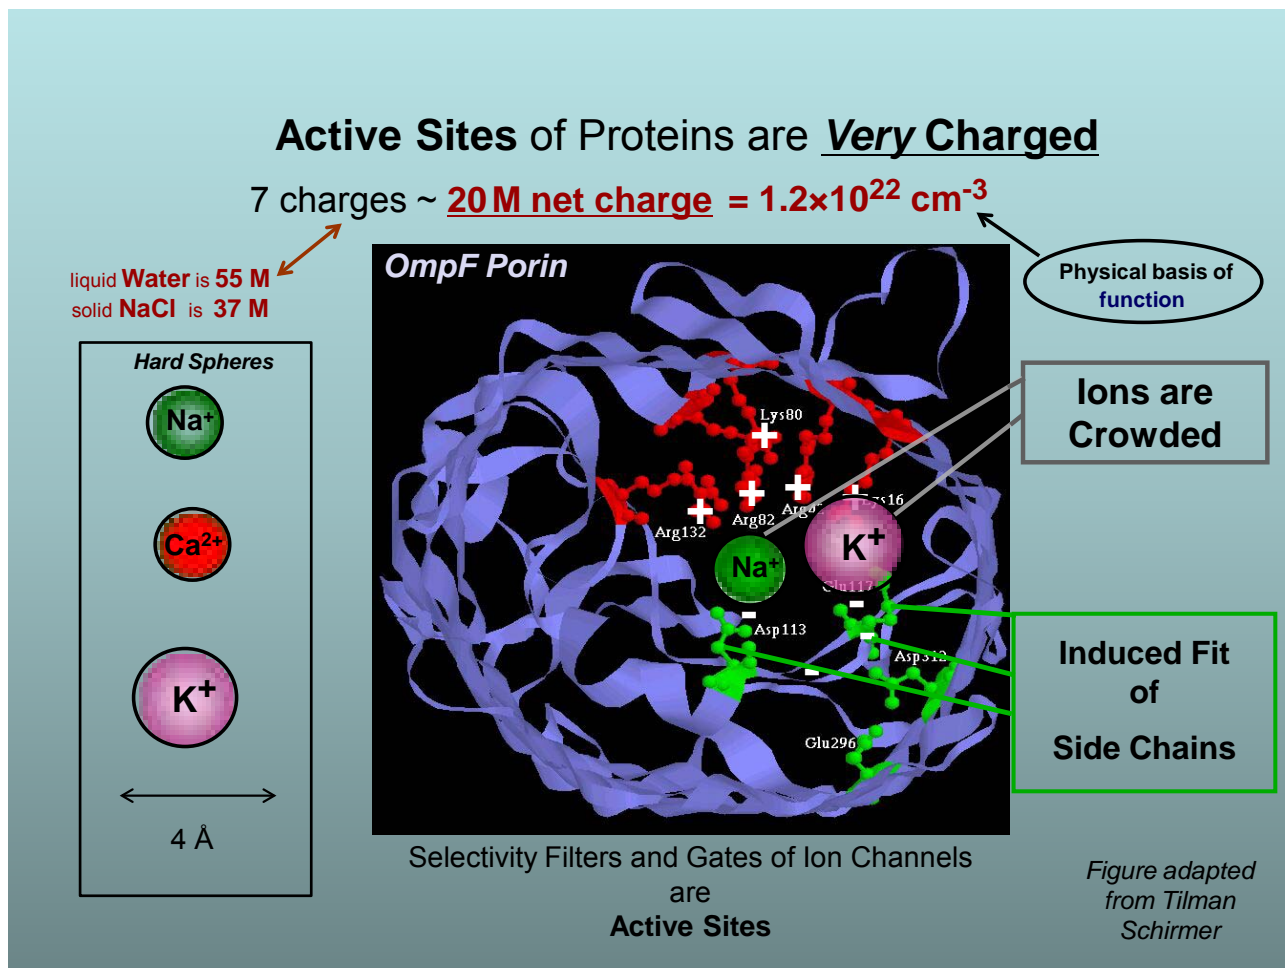 Active Sites of Proteins are Very Charged
7 charges ~ 20 M net charge = 1.2×10²² cm⁻³
liquid Water is 55 M
solid NaCl is 37 M
Hard Spheres
Na⁺
Ca²⁺
K⁺
4 Å
OmpF Porin
Lys80
+
+
+
+
+
Arg132
Arg82
Na⁺
K⁺
Glu117
-
-
-
-
Asp113
Asp312
Glu296
Physical basis of
function
Ions are
Crowded
Induced Fit
of
Side Chains
Selectivity Filters and Gates of Ion Channels
are
Active Sites
Figure adapted
from Tilman
Schirmer